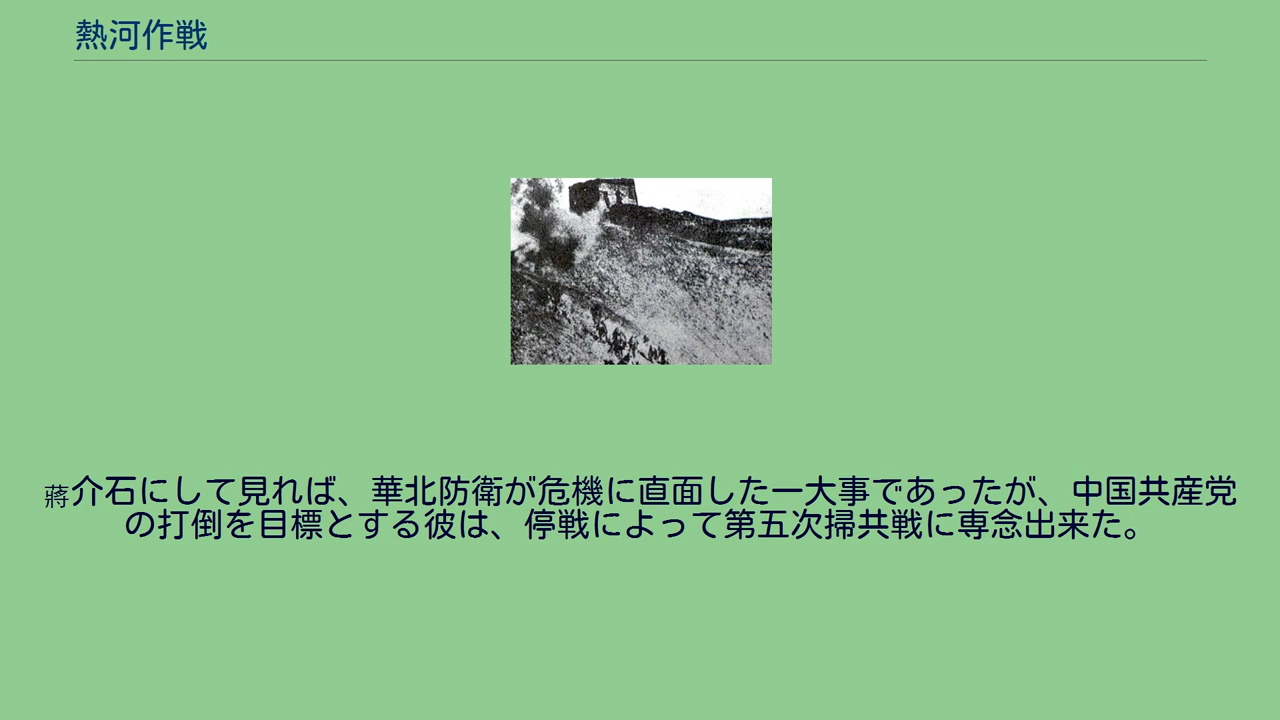 熱河作戦
蔣介石にして見れば、華北防衛が危機に直面した一大事であったが、中国共産党
の打倒を目標とする彼は、停戦によって第五次掃共戦に専念出来た。